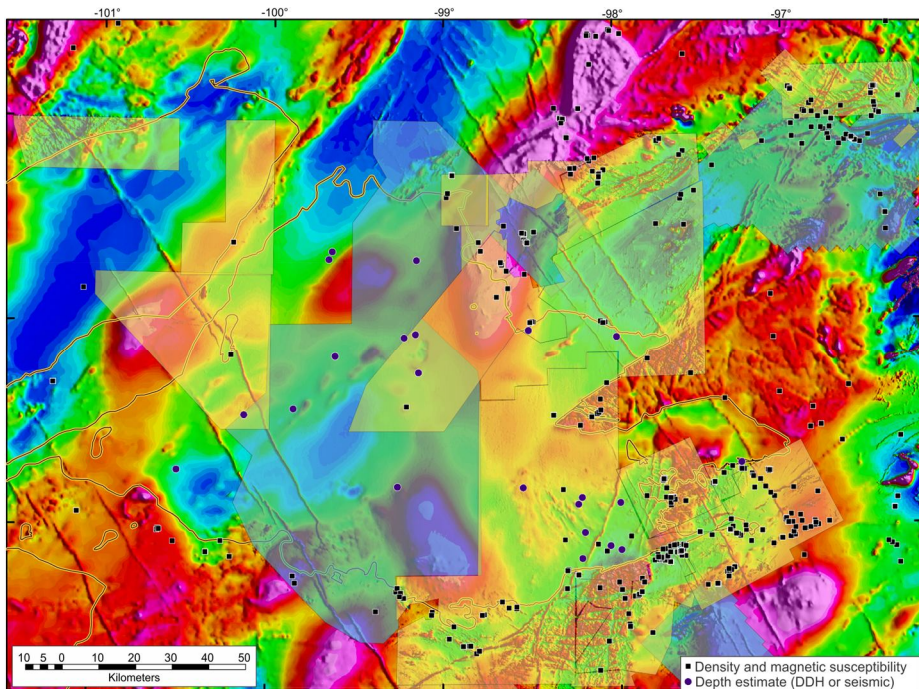 -101° -100° -99° -98° -97°
10 5 0 10 20 30 40 50
Kilometers
Density and magnetic susceptibility
Depth estimate (DDH or seismic)